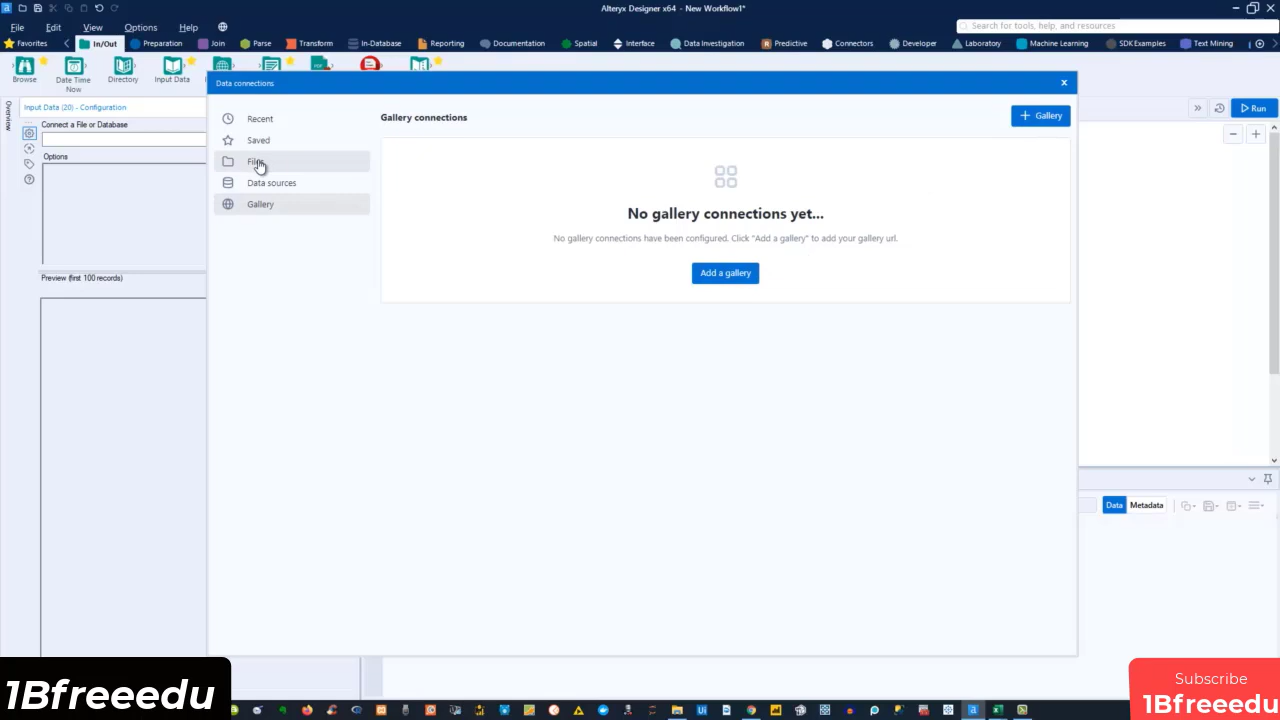 Alteryx Designer x64 - New Workflow1*
File Edit View Options Help
Search for tools, help, and resources
Favorites In/Out Preparation Join Parse Transform In-Database Reporting Documentation Spatial Interface Data Investigation Predictive Connectors Developer Laboratory Machine Learning SDK Examples Text Mining
Browse Date Time Now Directory Input Data
Data connections
Input Data (20) - Configuration
Overview
Connect a File or Database
Options
Preview (first 100 records)
Recent
Saved
Data sources
Gallery
Gallery connections
+ Gallery
No gallery connections yet...
No gallery connections have been configured. Click "Add a gallery" to add your gallery url.
Add a gallery
Run
Data Metadata
1Bfreeedu
Subscribe
1Bfreeedu